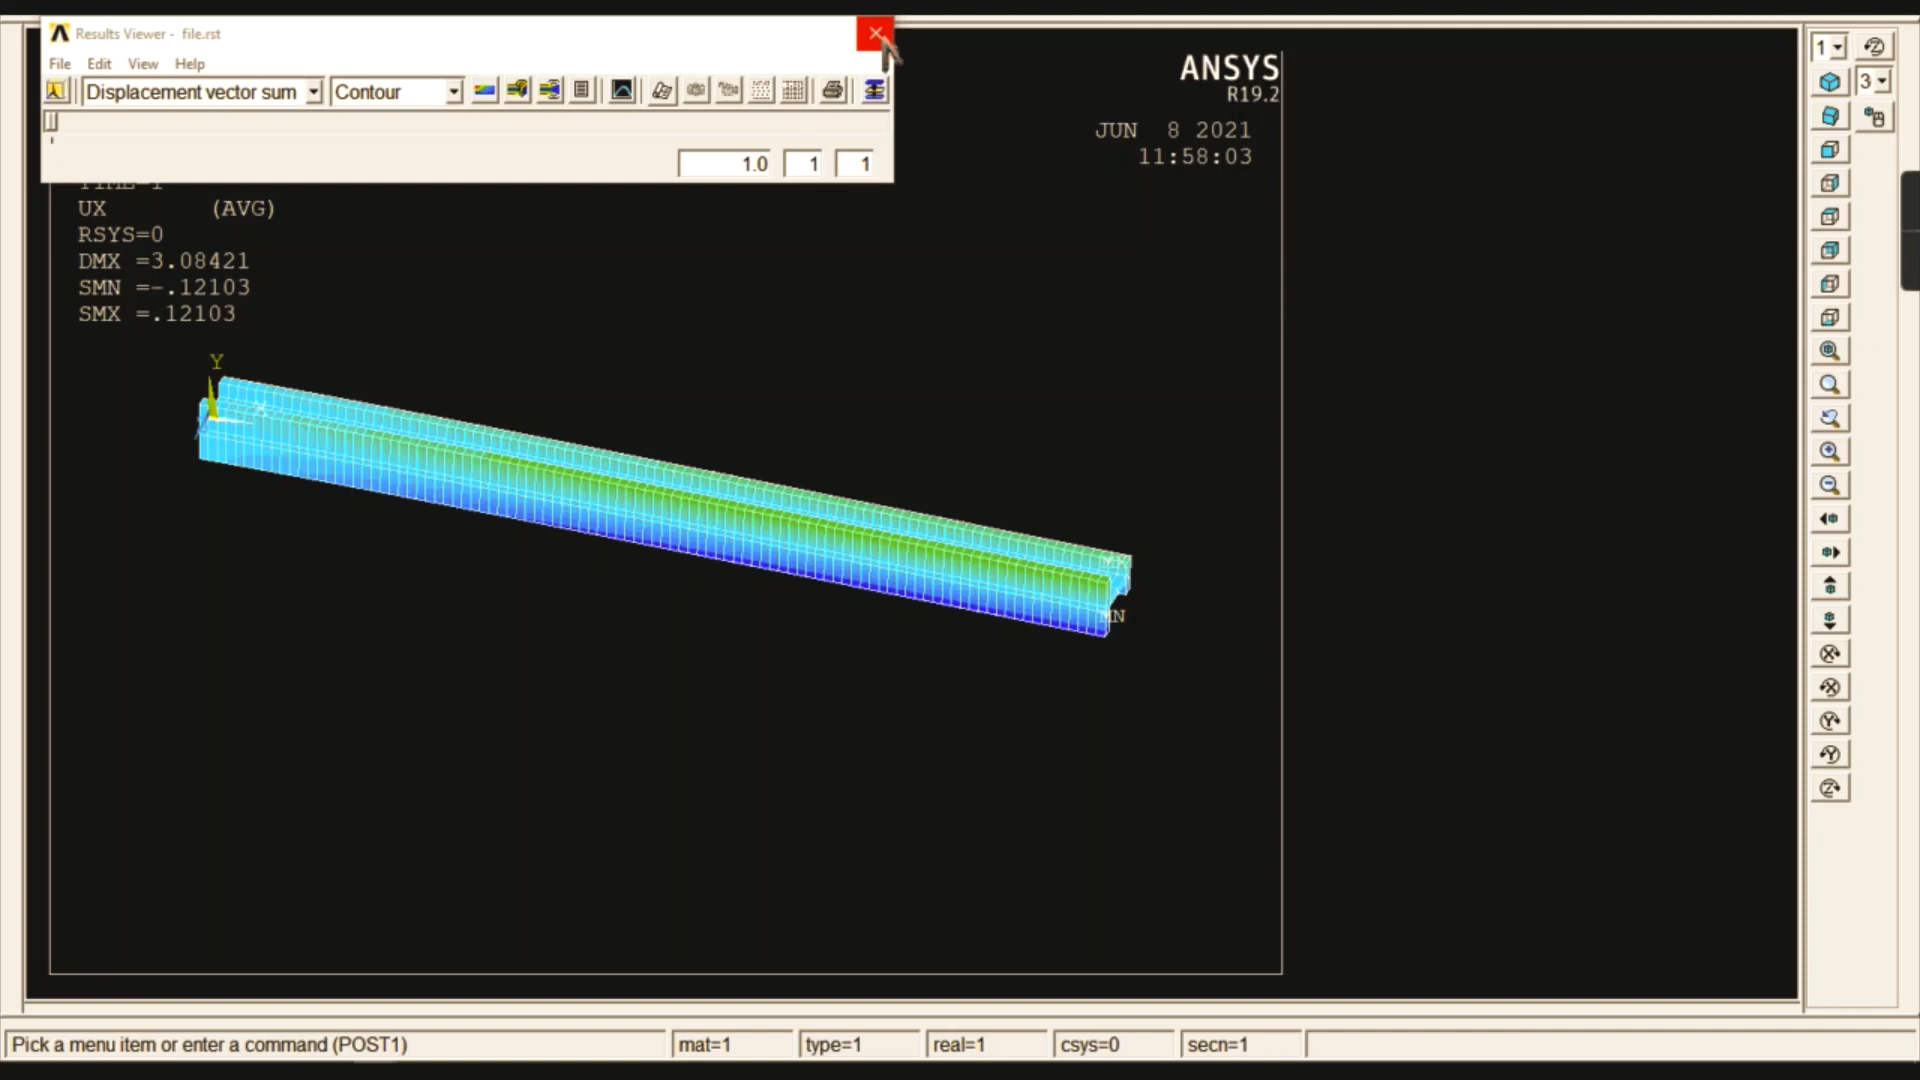 Results Viewer - file.rst
File Edit View Help
Displacement vector sum Contour
1.0 1 1
ANSYS
R19.2
JUN 8 2021
11:58:03
TIME=1
UX (AVG)
RSYS=0
DMX =3.08421
SMN =-.12103
SMX =.12103
Y
MN
1
3
Pick a menu item or enter a command (POST1) mat=1 type=1 real=1 csys=0 secn=1